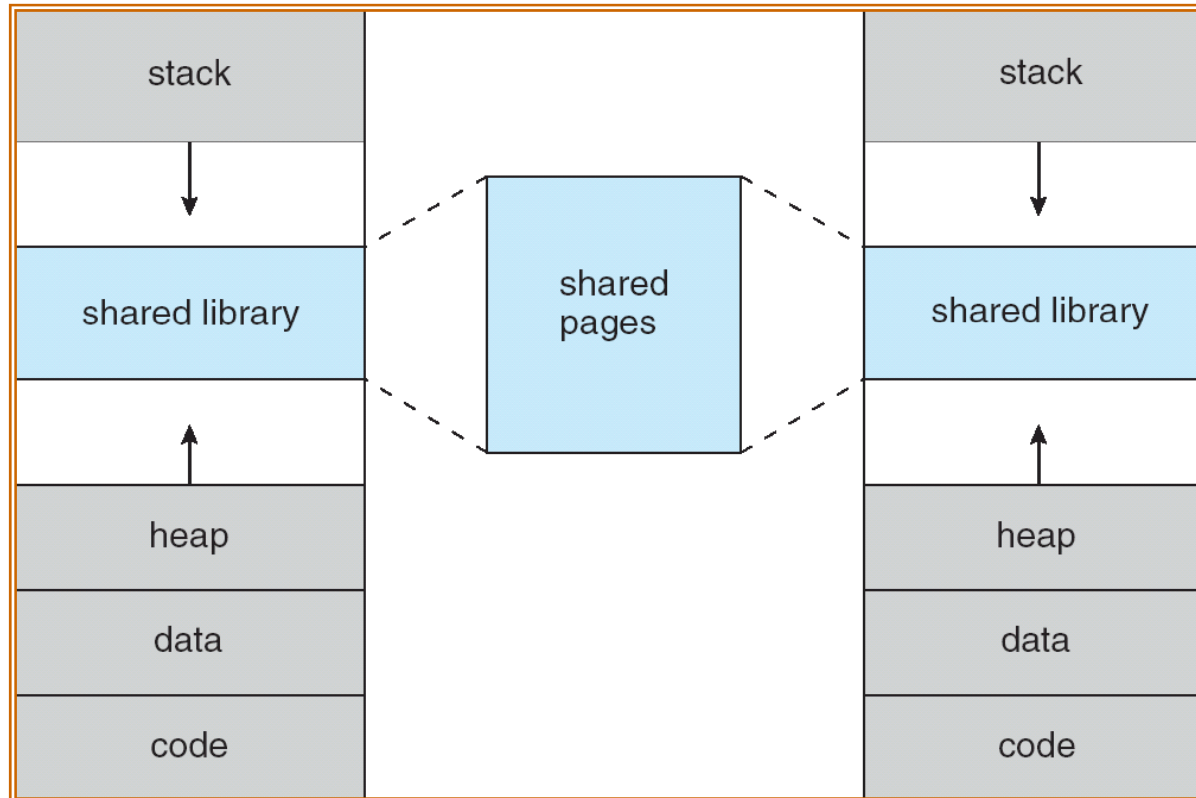 stack
shared library
heap
data
code
shared
pages
stack
shared library
heap
data
code